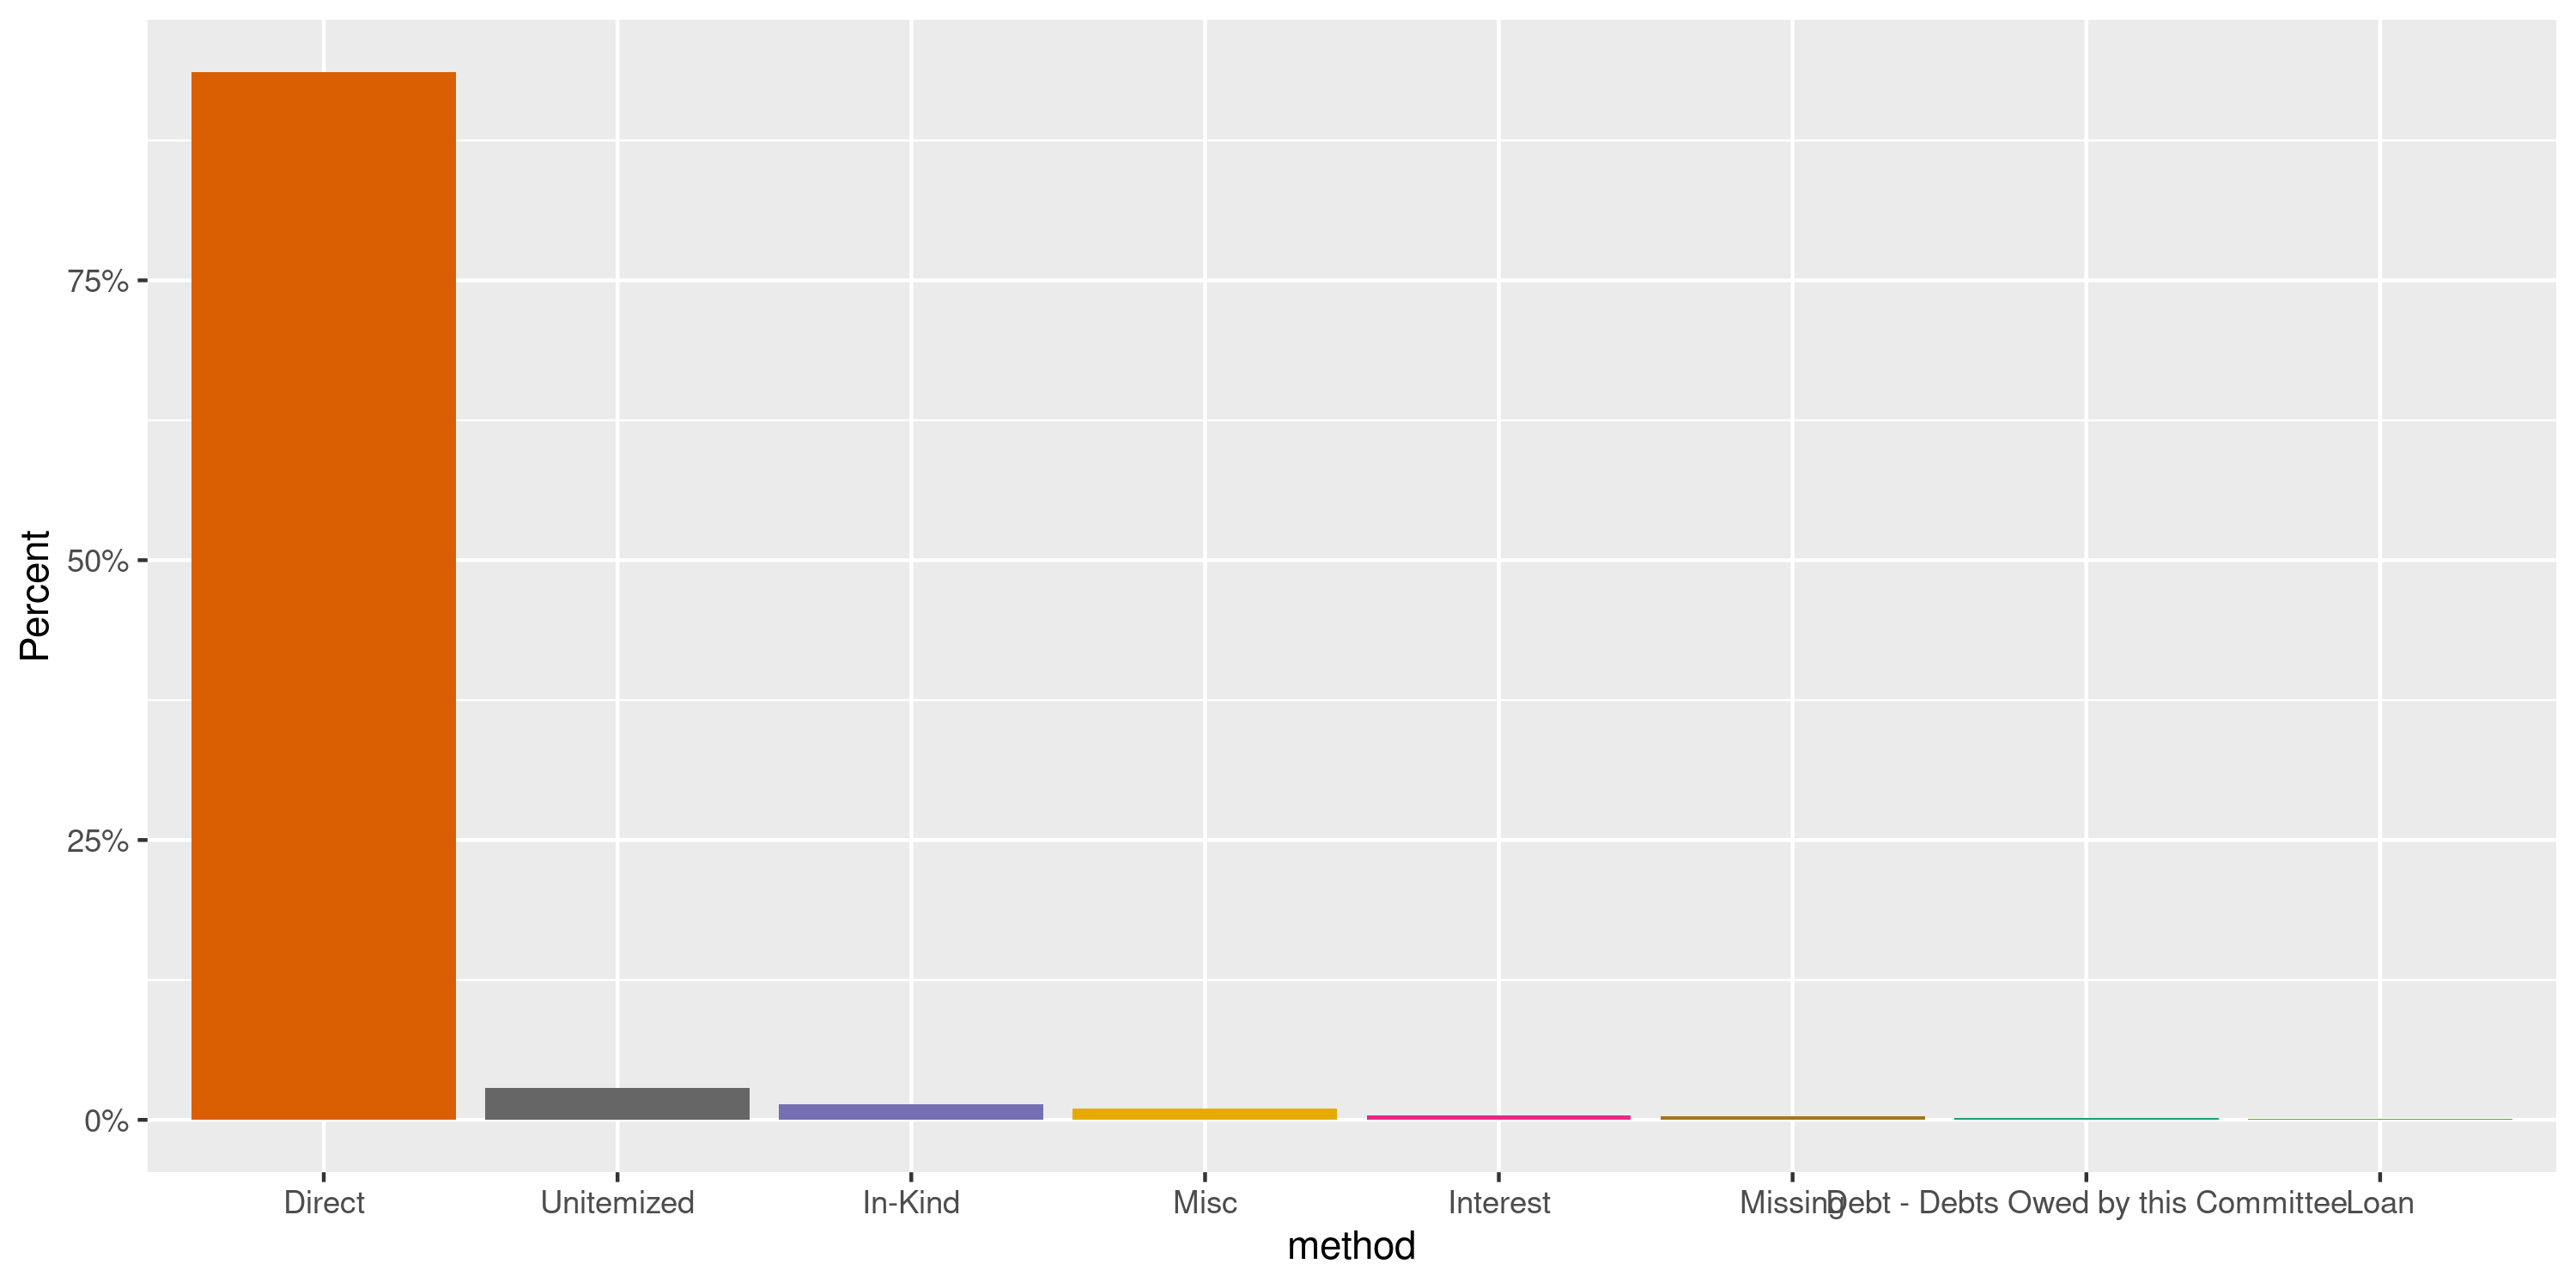 Percent
75%
50%
25%
0%
Direct
Unitemized
In-Kind
Misc
Interest
Missing
Debt - Debts Owed by this Committee
Loan
method